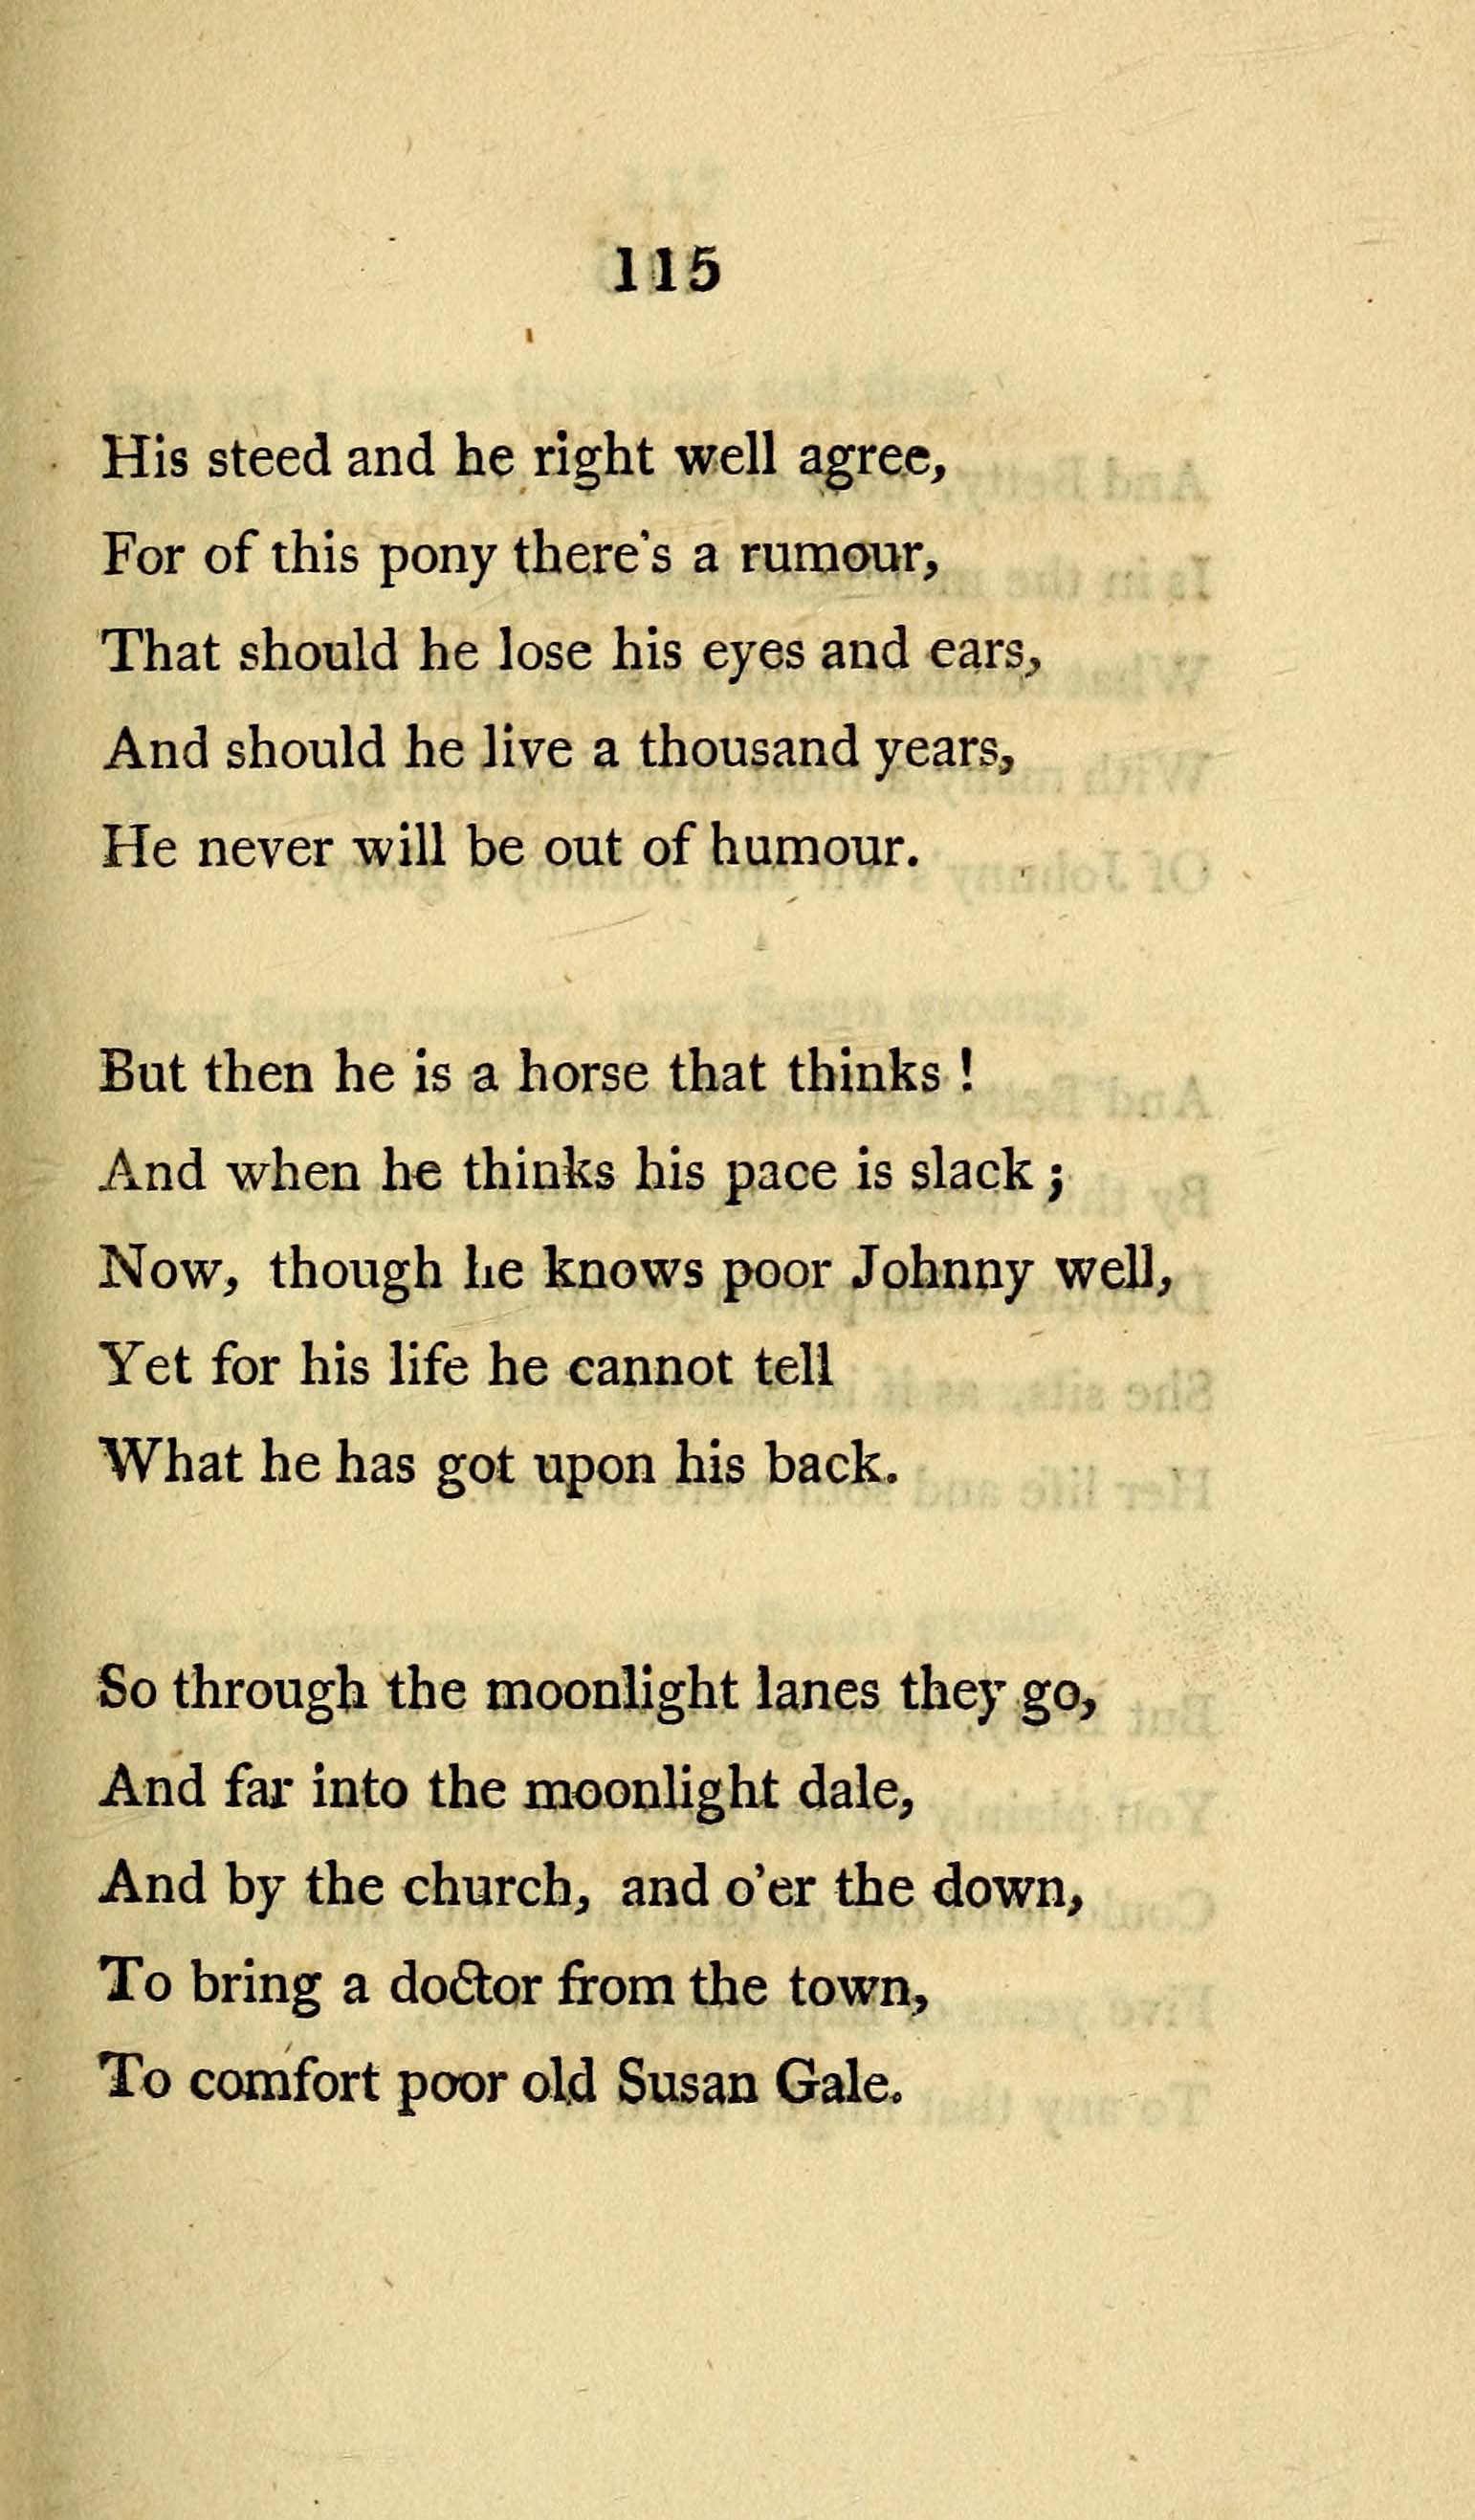 115
His steed and he right well agree,
For of this pony there's a rumour,
That should he lose his eyes and ears,
And should he live a thousand years,
He never will be out of humour.
But then he is a horse that thinks !
And when he thinks his pace is slack ;
Now, though he knows poor Johnny well,
Yet for his life he cannot tell
What he has got upon his back.
So through the moonlight lanes they go,
And far into the moonlight dale,
And by the church, and o'er the down,
To bring a doctor from the town,
To comfort poor old Susan Gale.